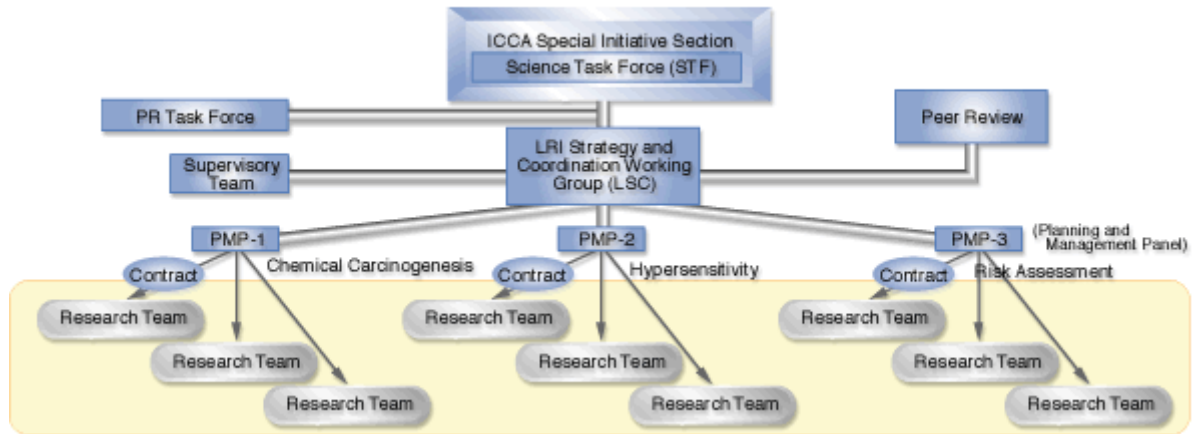 ICCA Special Initiative Section
Science Task Force (STF)
PR Task Force
Peer Review
LRI Strategy and
Coordination Working
Group (LSC)
Supervisory
Team
PMP-1
PMP-2
PMP-3
(Planning and
Management Panel)
Contract
Chemical Carcinogenesis
Contract
Hypersensitivity
Contract
Risk Assessment
Research Team
Research Team
Research Team
Research Team
Research Team
Research Team
Research Team
Research Team
Research Team